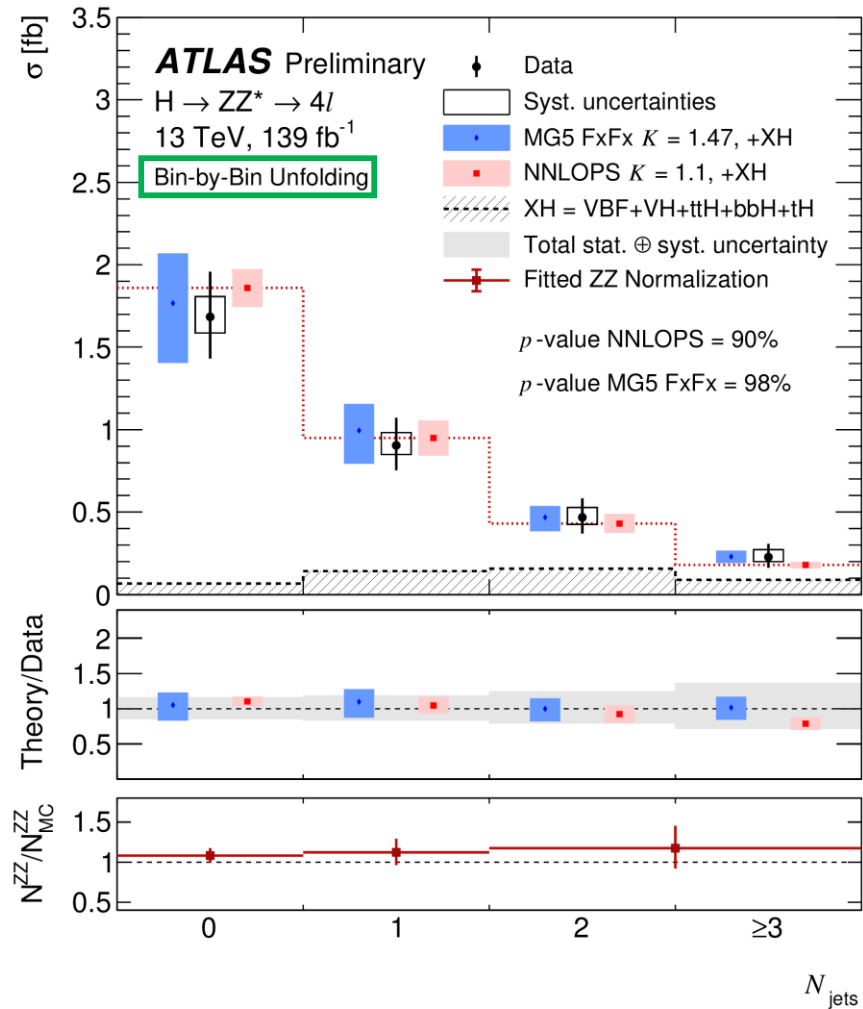 σ [fb]
3.5
3
2.5
2
1.5
1
0.5
0
ATLAS Preliminary
H → ZZ* → 4l
13 TeV, 139 fb⁻¹
Bin-by-Bin Unfolding
Data
Syst. uncertainties
MG5 FxFx K = 1.47, +XH
NNLOPS K = 1.1, +XH
XH = VBF+VH+ttH+bbH+tH
Total stat. ⊕ syst. uncertainty
Fitted ZZ Normalization
p-value NNLOPS = 90%
p-value MG5 FxFx = 98%
Theory/Data
2
1.5
1
0.5
N^ZZ/N^ZZ_MC
1.5
1
0.5
0 1 2 ≥3
N_jets